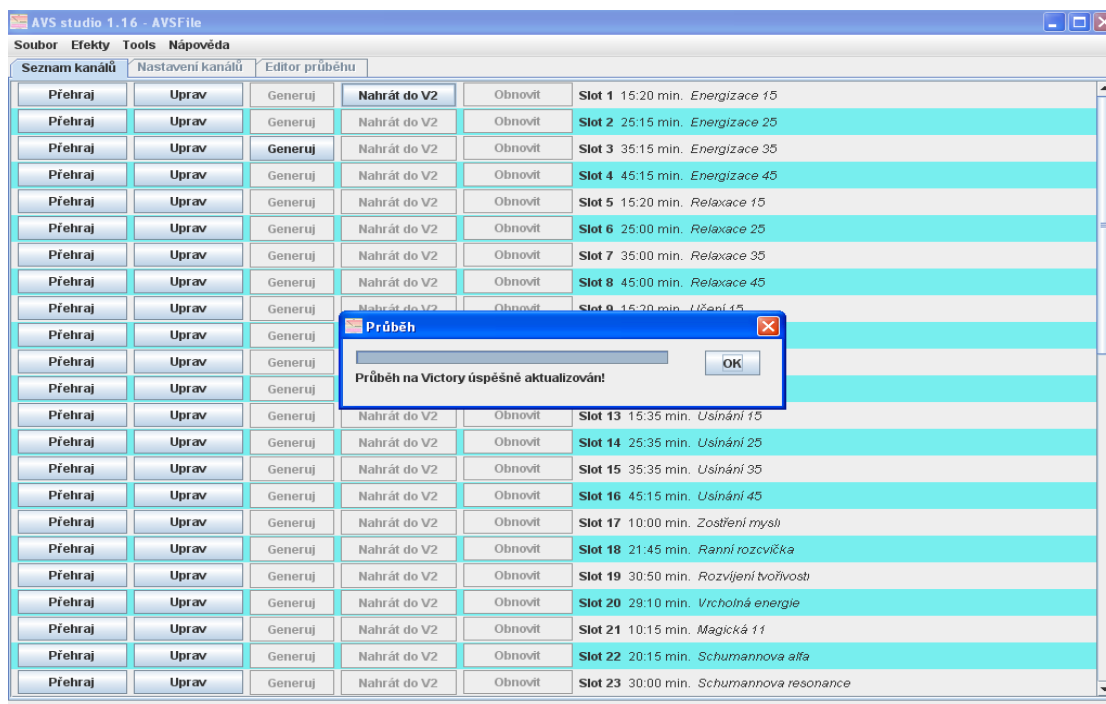 AVS studio 1.16 - AVSFile
Soubor Efekty Tools Nápověda
Seznam kanálů Nastavení kanálů Editor průběhu
Přehraj Uprav Generuj Nahrát do V2 Obnovit Slot 1 15:20 min. Energizace 15
Přehraj Uprav Generuj Nahrát do V2 Obnovit Slot 2 25:15 min. Energizace 25
Přehraj Uprav Generuj Nahrát do V2 Obnovit Slot 3 35:15 min. Energizace 35
Přehraj Uprav Generuj Nahrát do V2 Obnovit Slot 4 45:15 min. Energizace 45
Přehraj Uprav Generuj Nahrát do V2 Obnovit Slot 5 15:20 min. Relaxace 15
Přehraj Uprav Generuj Nahrát do V2 Obnovit Slot 6 25:00 min. Relaxace 25
Přehraj Uprav Generuj Nahrát do V2 Obnovit Slot 7 35:00 min. Relaxace 35
Přehraj Uprav Generuj Nahrát do V2 Obnovit Slot 8 45:00 min. Relaxace 45
Přehraj Uprav Generuj Nahrát do V2 Obnovit Slot 9 15:20 min. Učení 15
Přehraj Uprav Generuj
Průběh
Přehraj Uprav Generuj
OK
Průběh na Victory úspěšně aktualizován!
Přehraj Uprav Generuj
Přehraj Uprav Generuj Nahrát do V2 Obnovit Slot 13 15:35 min. Usínání 15
Přehraj Uprav Generuj Nahrát do V2 Obnovit Slot 14 25:35 min. Usínání 25
Přehraj Uprav Generuj Nahrát do V2 Obnovit Slot 15 35:35 min. Usínání 35
Přehraj Uprav Generuj Nahrát do V2 Obnovit Slot 16 45:15 min. Usínání 45
Přehraj Uprav Generuj Nahrát do V2 Obnovit Slot 17 10:00 min. Zostření mysli
Přehraj Uprav Generuj Nahrát do V2 Obnovit Slot 18 21:45 min. Ranní rozcvička
Přehraj Uprav Generuj Nahrát do V2 Obnovit Slot 19 30:50 min. Rozvíjení tvořivosti
Přehraj Uprav Generuj Nahrát do V2 Obnovit Slot 20 29:10 min. Vrcholná energie
Přehraj Uprav Generuj Nahrát do V2 Obnovit Slot 21 10:15 min. Magická 11
Přehraj Uprav Generuj Nahrát do V2 Obnovit Slot 22 20:15 min. Schumannova alfa
Přehraj Uprav Generuj Nahrát do V2 Obnovit Slot 23 30:00 min. Schumannova resonance